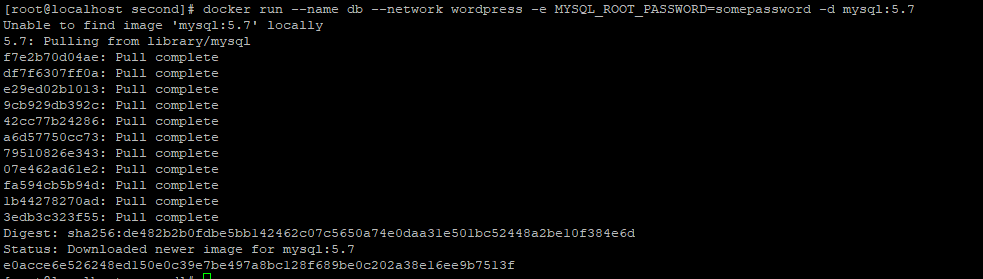 [root@localhost second]# docker run --name db --network wordpress -e MYSQL_ROOT_PASSWORD=somepassword -d mysql:5.7
Unable to find image 'mysql:5.7' locally
5.7: Pulling from library/mysql
f7e2b70d04ae: Pull complete
df7f6307ff0a: Pull complete
e29ed02b1013: Pull complete
9cb929db392c: Pull complete
42cc77b24286: Pull complete
a6d57750cc73: Pull complete
79510826e343: Pull complete
07e462ad61e2: Pull complete
fa594cb5b94d: Pull complete
1b44278270ad: Pull complete
3edb3c323f55: Pull complete
Digest: sha256:de482b2b0fdbe5bb142462c07c5650a74e0daa31e501bc52448a2be10f384e6d
Status: Downloaded newer image for mysql:5.7
e0acce6e526248ed150e0c39e7be497a8bc128f689be0c202a38e16ee9b7513f